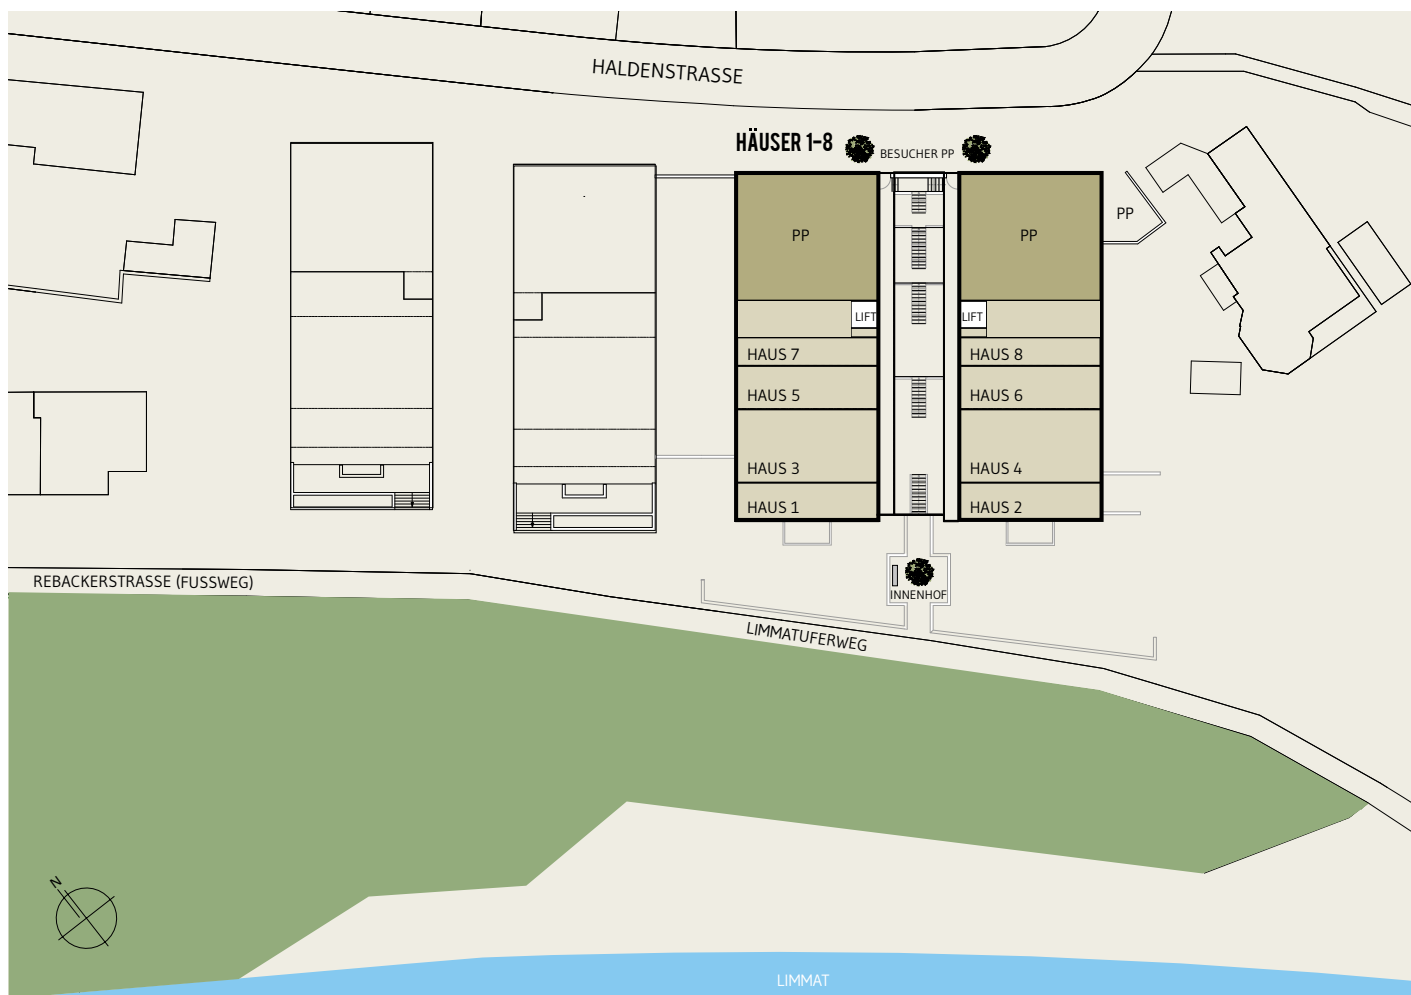 HALDENSTRASSE
HÄUSER 1–8
BESUCHER PP
PP
PP
PP
LIFT
LIFT
HAUS 7
HAUS 8
HAUS 5
HAUS 6
HAUS 3
HAUS 4
HAUS 1
HAUS 2
REBACKERSTRASSE (FUSSWEG)
INNENHOF
LIMMATUFERWEG
N
LIMMAT